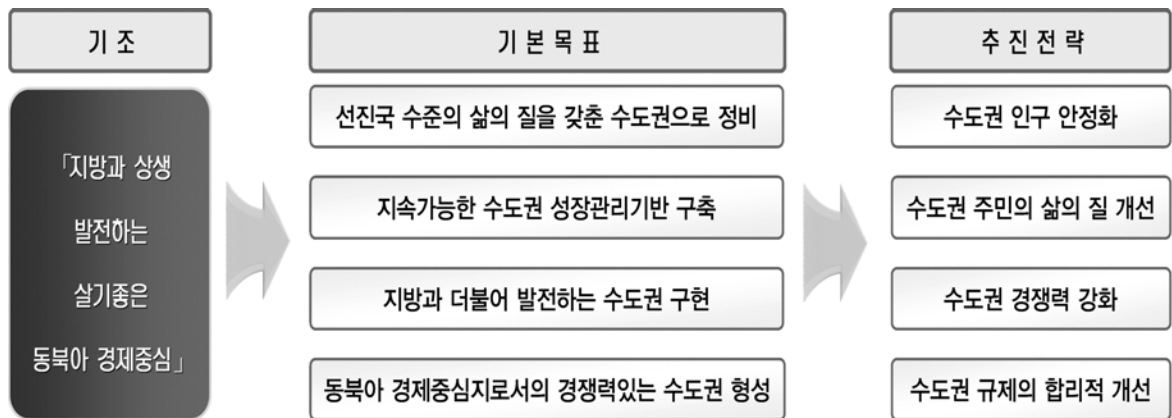 기 조
「지방과 상생
발전하는
살기좋은
동북아 경제중심」
기 본 목 표
선진국 수준의 삶의 질을 갖춘 수도권으로 정비
지속가능한 수도권 성장관리기반 구축
지방과 더불어 발전하는 수도권 구현
동북아 경제중심지로서의 경쟁력있는 수도권 형성
추 진 전 략
수도권 인구 안정화
수도권 주민의 삶의 질 개선
수도권 경쟁력 강화
수도권 규제의 합리적 개선